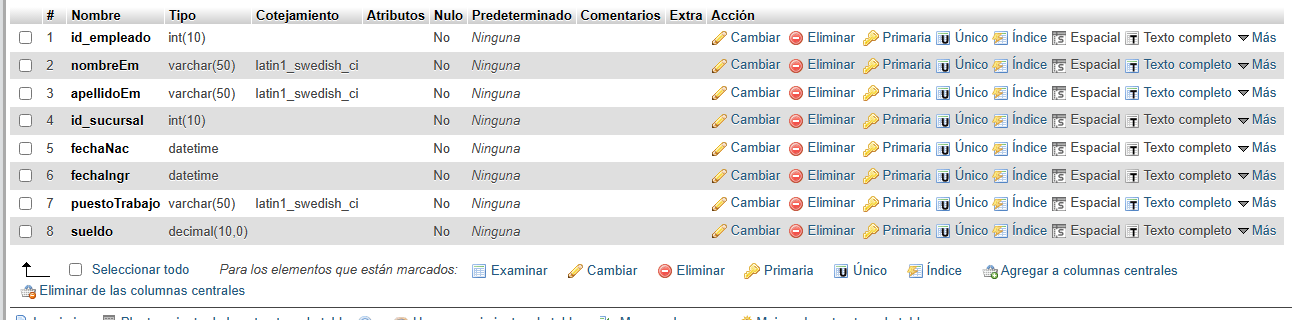 # Nombre Tipo Cotejamiento Atributos Nulo Predeterminado Comentarios Extra Acción
1 id_empleado int(10) No Ninguna Cambiar Eliminar Primaria Único Índice Espacial Texto completo Más
2 nombreEm varchar(50) latin1_swedish_ci No Ninguna Cambiar Eliminar Primaria Único Índice Espacial Texto completo Más
3 apellidoEm varchar(50) latin1_swedish_ci No Ninguna Cambiar Eliminar Primaria Único Índice Espacial Texto completo Más
4 id_sucursal int(10) No Ninguna Cambiar Eliminar Primaria Único Índice Espacial Texto completo Más
5 fechaNac datetime No Ninguna Cambiar Eliminar Primaria Único Índice Espacial Texto completo Más
6 fechaIngr datetime No Ninguna Cambiar Eliminar Primaria Único Índice Espacial Texto completo Más
7 puestoTrabajo varchar(50) latin1_swedish_ci No Ninguna Cambiar Eliminar Primaria Único Índice Espacial Texto completo Más
8 sueldo decimal(10,0) No Ninguna Cambiar Eliminar Primaria Único Índice Espacial Texto completo Más
Seleccionar todo Para los elementos que están marcados: Examinar Cambiar Eliminar Primaria Único Índice Agregar a columnas centrales
Eliminar de las columnas centrales